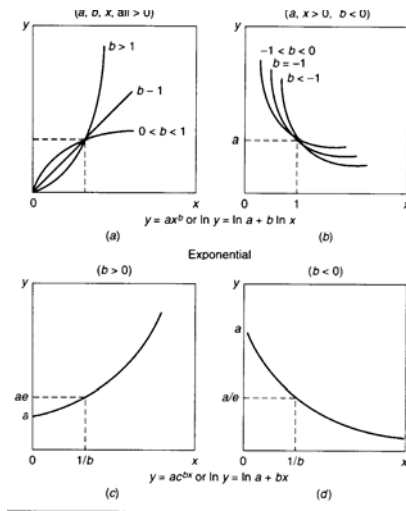 (a, b, x, all > 0)
(a, x > 0, b < 0)
y
b > 1
b − 1
0 < b < 1
0
x
y
−1 < b < 0
b = −1
b < −1
a
0
1
x
y = ax^b or ln y = ln a + b ln x
(a)
(b)
Exponential
(b > 0)
(b < 0)
y
ae
a
0
1/b
x
y
a
a/e
0
1/b
x
y = ac^bx or ln y = ln a + bx
(c)
(d)